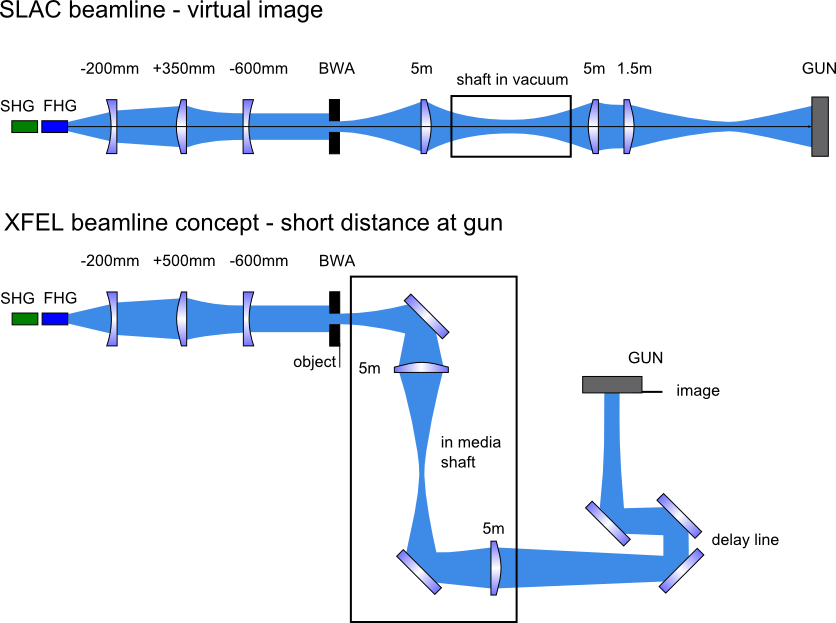 SLAC beamline - virtual image
-200mm +350mm -600mm BWA 5m shaft in vacuum 5m 1.5m GUN
SHG FHG
XFEL beamline concept - short distance at gun
-200mm +500mm -600mm BWA
SHG FHG
object
5m
GUN
image
in media
shaft
5m
delay line